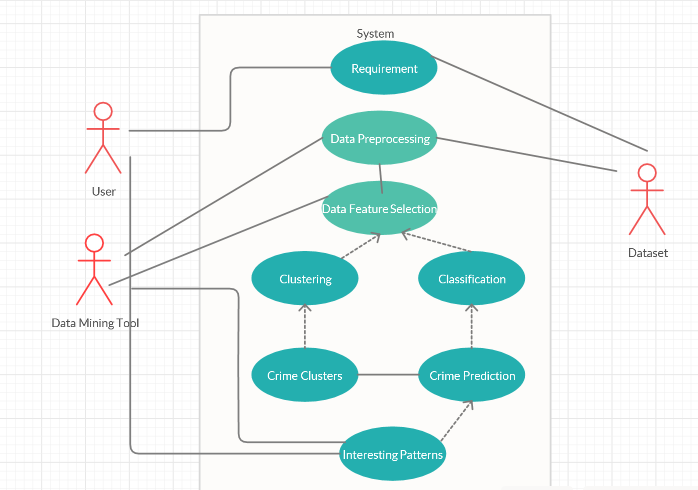 System
Requirement
User
Data Preprocessing
Data Feature Selection
Dataset
Clustering
Classification
Data Mining Tool
Crime Clusters
Crime Prediction
Interesting Patterns